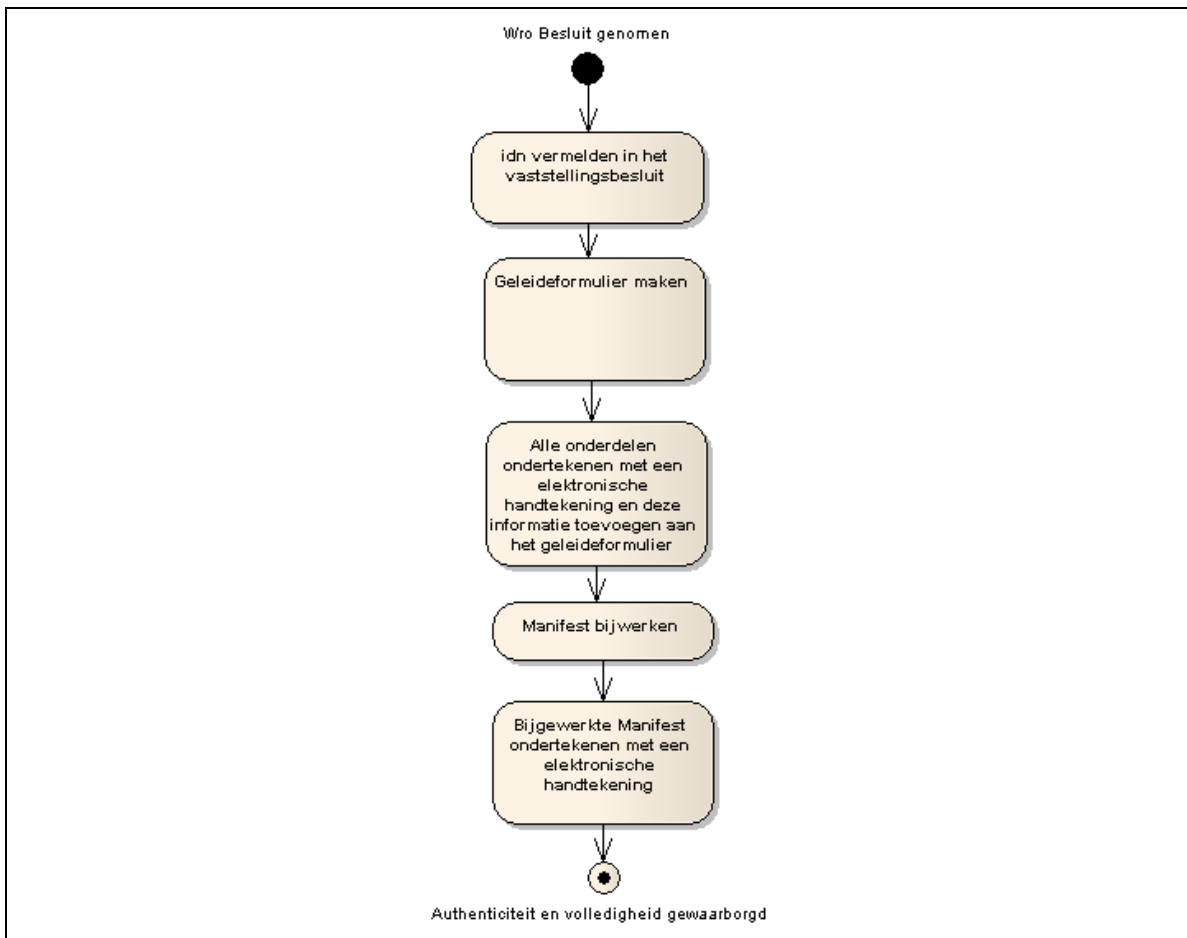 Wro Besluit genomen
idn vermelden in het
vaststellingsbesluit
Geleideformulier maken
Alle onderdelen
ondertekenen met een
elektronische
handtekening en deze
informatie toevoegen aan
het geleideformulier
Manifest bijwerken
Bijgewerkte Manifest
ondertekenen met een
elektronische
handtekening
Authenticiteit en volledigheid gewaarborgd